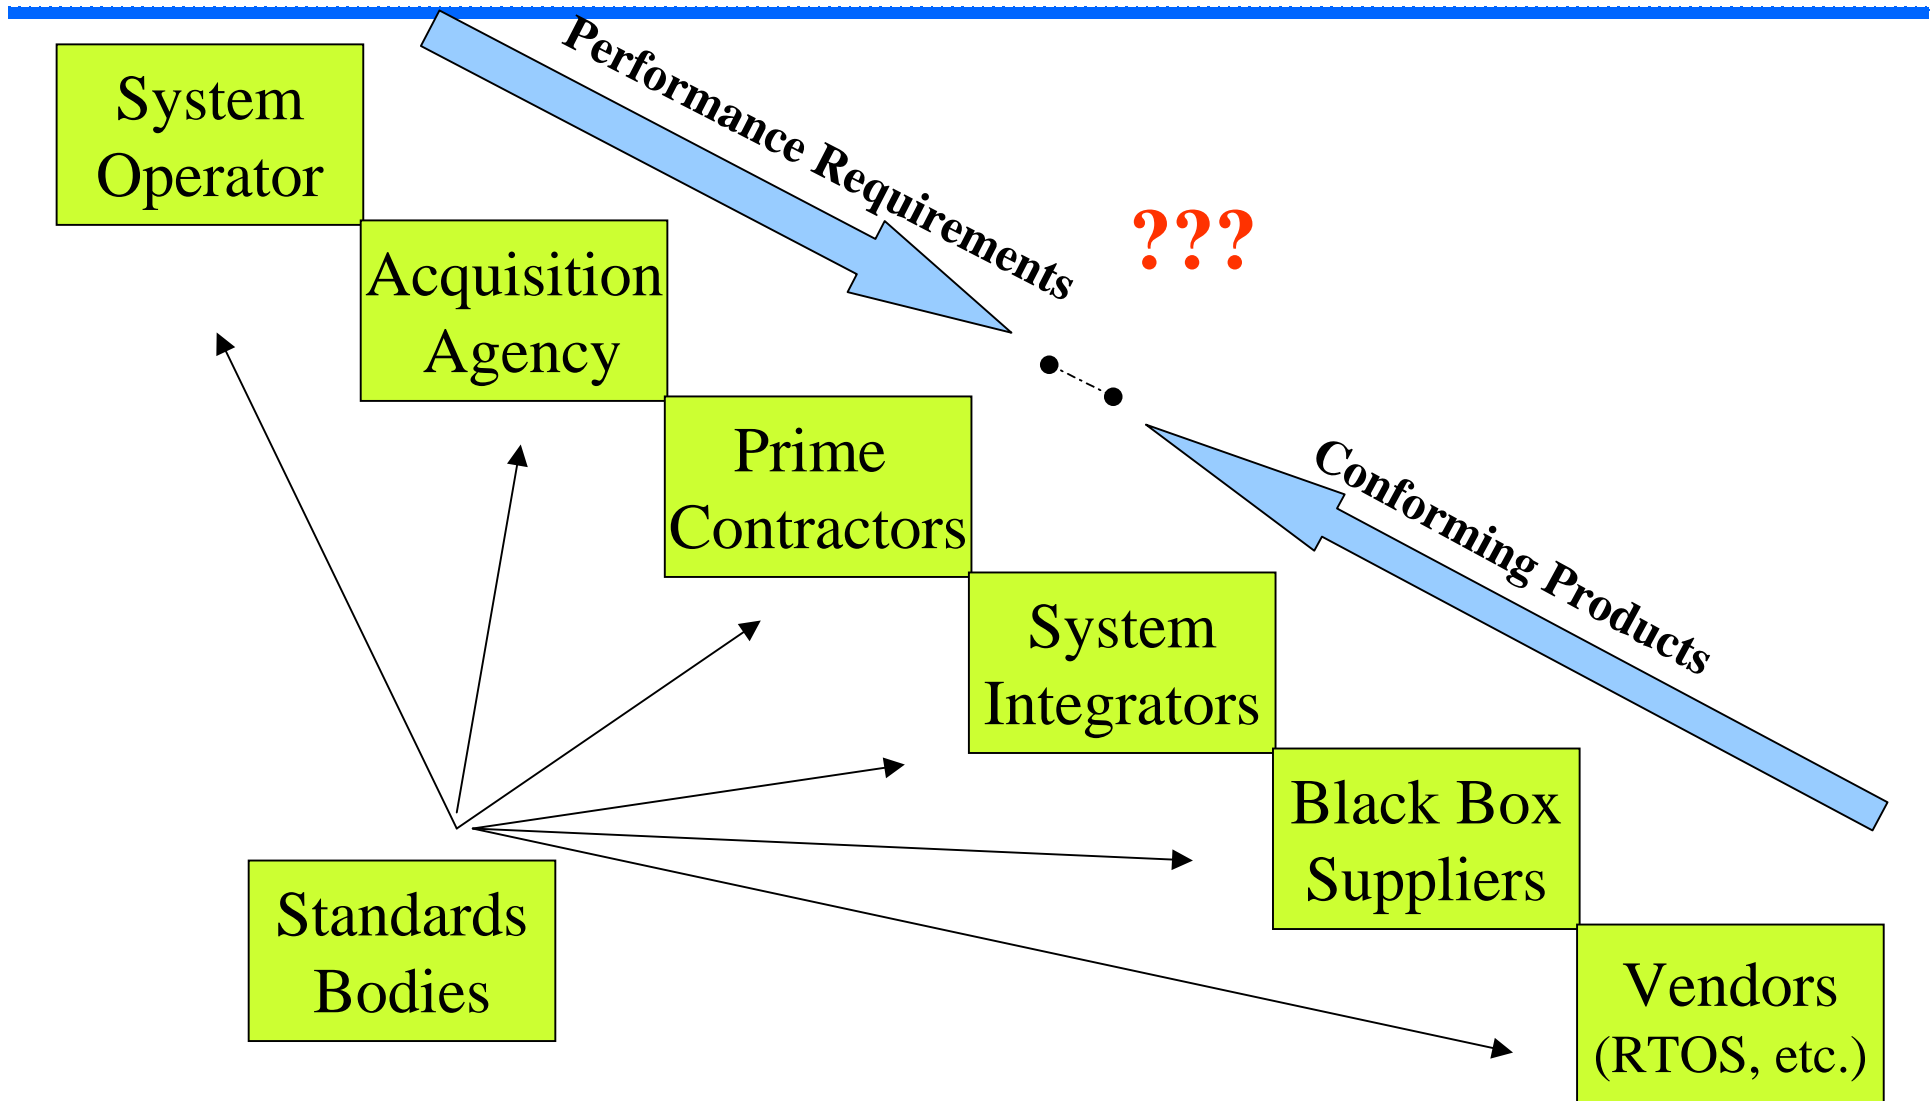 System
Operator
Performance Requirements
???
Acquisition
Agency
Prime
Contractors
Conforming Products
System
Integrators
Black Box
Suppliers
Standards
Bodies
Vendors
(RTOS, etc.)